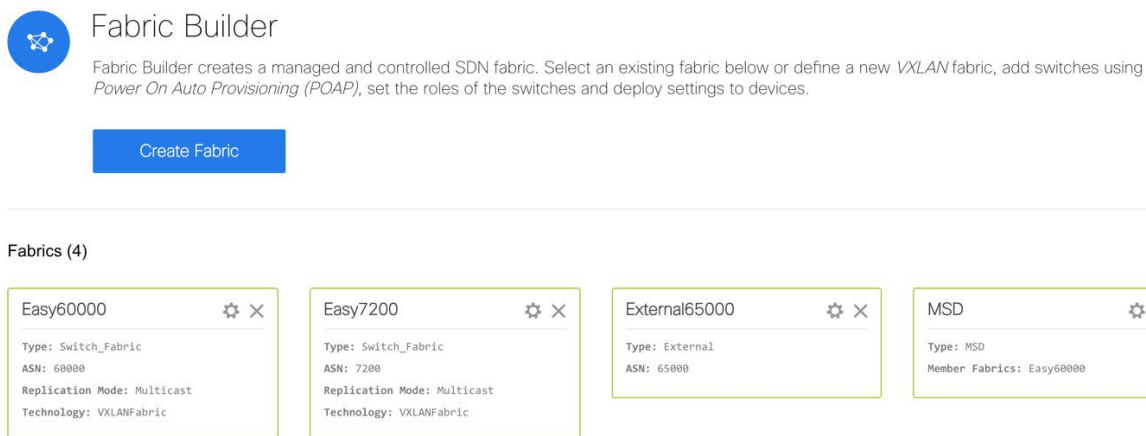 Fabric Builder
Fabric Builder creates a managed and controlled SDN fabric. Select an existing fabric below or define a new VXLAN fabric, add switches using
Power On Auto Provisioning (POAP), set the roles of the switches and deploy settings to devices.
Create Fabric
Fabrics (4)
Easy60000
Type: Switch_Fabric
ASN: 60000
Replication Mode: Multicast
Technology: VXLANFabric
Easy7200
Type: Switch_Fabric
ASN: 7200
Replication Mode: Multicast
Technology: VXLANFabric
External65000
Type: External
ASN: 65000
MSD
Type: MSD
Member Fabrics: Easy60000